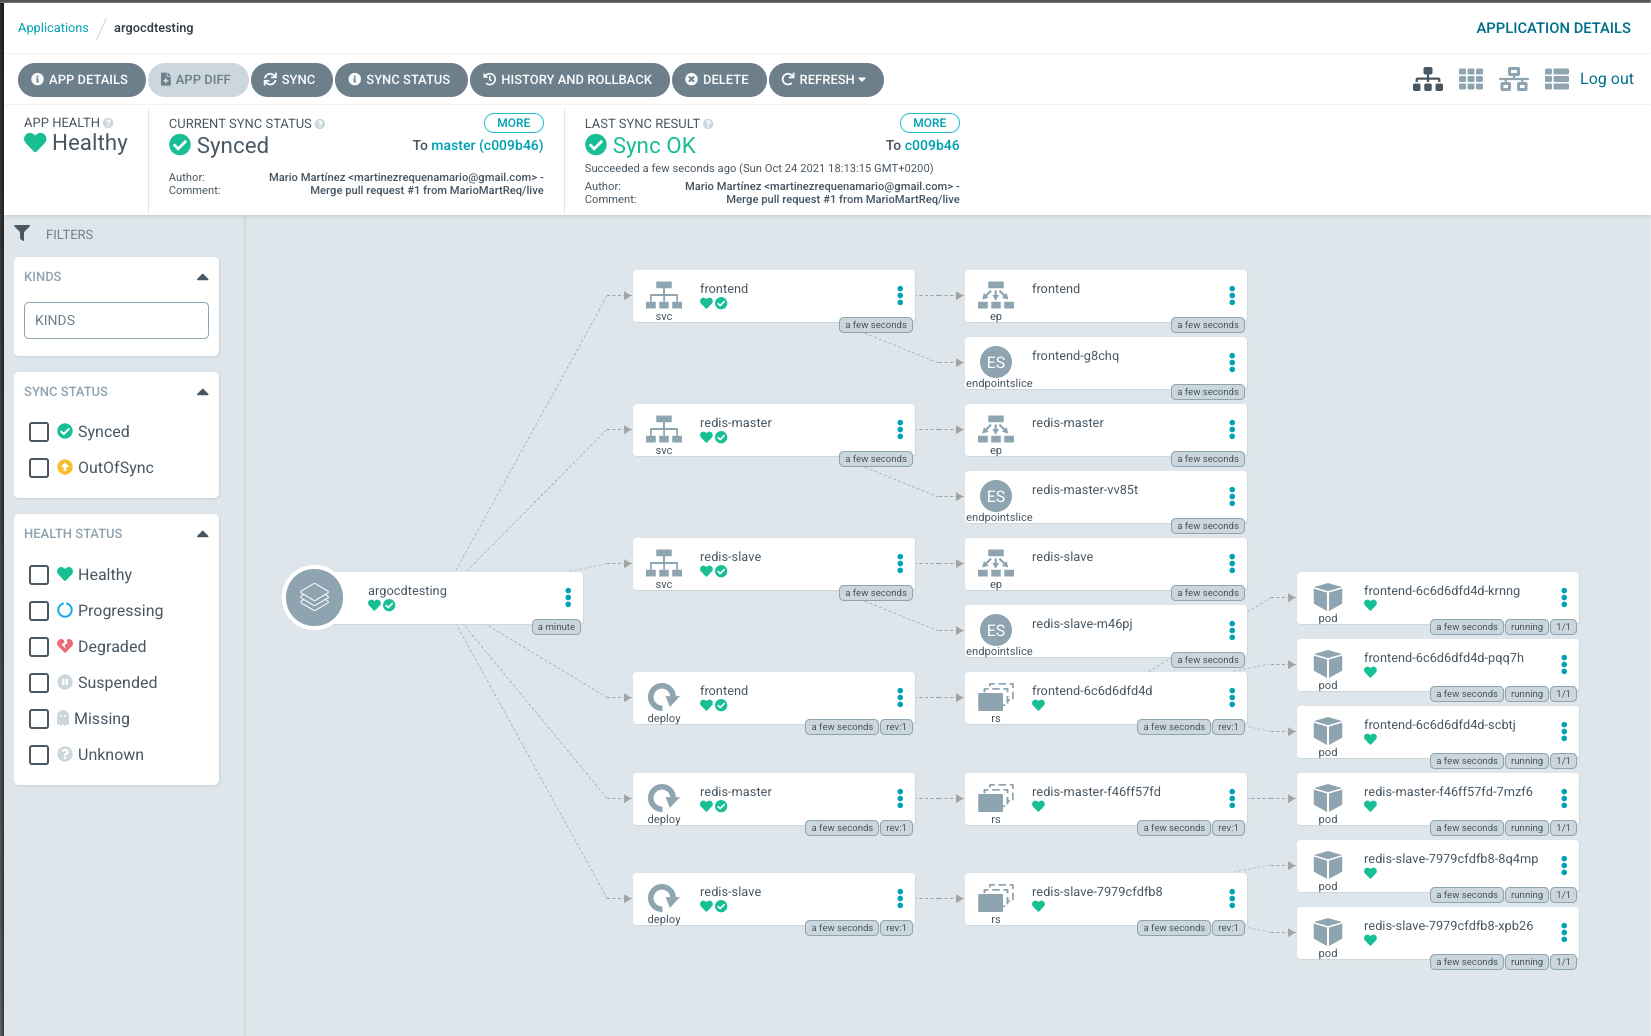 Applications / argocdtesting
APPLICATION DETAILS
APP DETAILS
APP DIFF
SYNC
SYNC STATUS
HISTORY AND ROLLBACK
DELETE
REFRESH
Log out
APP HEALTH
Healthy
CURRENT SYNC STATUS
MORE
Synced
To master (c009b46)
Author: Mario Martínez <martinezrequenamario@gmail.com> -
Comment: Merge pull request #1 from MarioMartReq/live
LAST SYNC RESULT
MORE
Sync OK
To c009b46
Succeeded a few seconds ago (Sun Oct 24 2021 18:13:15 GMT+0200)
Author: Mario Martínez <martinezrequenamario@gmail.com> -
Comment: Merge pull request #1 from MarioMartReq/live
FILTERS
KINDS
KINDS
SYNC STATUS
Synced
OutOfSync
HEALTH STATUS
Healthy
Progressing
Degraded
Suspended
Missing
Unknown
argocdtesting
a minute
frontend
svc
a few seconds
redis-master
svc
a few seconds
redis-slave
svc
a few seconds
frontend
deploy
a few seconds rev:1
redis-master
deploy
a few seconds rev:1
redis-slave
deploy
a few seconds rev:1
frontend
ep
a few seconds
ES
frontend-g8chq
endpointslice
a few seconds
redis-master
ep
a few seconds
ES
redis-master-vv85t
endpointslice
a few seconds
redis-slave
ep
a few seconds
ES
redis-slave-m46pj
endpointslice
a few seconds
frontend-6c6d6dfd4d
rs
a few seconds rev:1
redis-master-f46ff57fd
rs
a few seconds rev:1
redis-slave-7979cfdfb8
rs
a few seconds rev:1
frontend-6c6d6dfd4d-krnng
pod
a few seconds running 1/1
frontend-6c6d6dfd4d-pqq7h
pod
a few seconds running 1/1
frontend-6c6d6dfd4d-scbtj
pod
a few seconds running 1/1
redis-master-f46ff57fd-7mzf6
pod
a few seconds running 1/1
redis-slave-7979cfdfb8-8q4mp
pod
a few seconds running 1/1
redis-slave-7979cfdfb8-xpb26
pod
a few seconds running 1/1